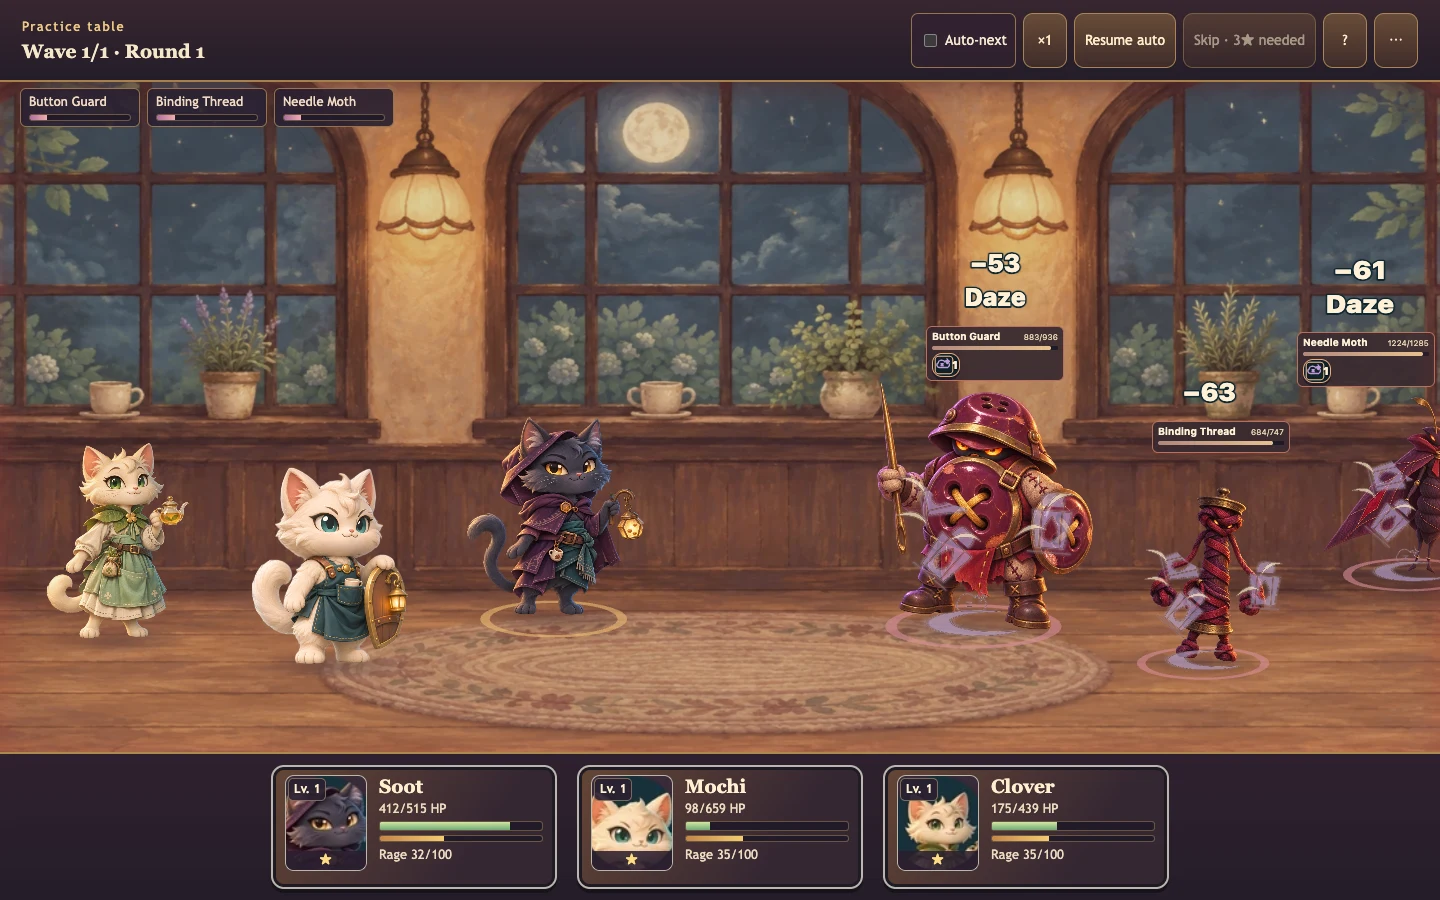 Practice table
Wave 1/1 · Round 1
Auto-next
×1
Resume auto
Skip · 3★ needed
?
···
Button Guard
Binding Thread
Needle Moth
−53
Daze
−61
Daze
Button Guard 883/936
1
Needle Moth 1224/1285
1
−63
Binding Thread 684/747
Lv. 1
Soot
412/515 HP
Rage 32/100
Lv. 1
Mochi
98/659 HP
Rage 35/100
Lv. 1
Clover
175/439 HP
Rage 35/100